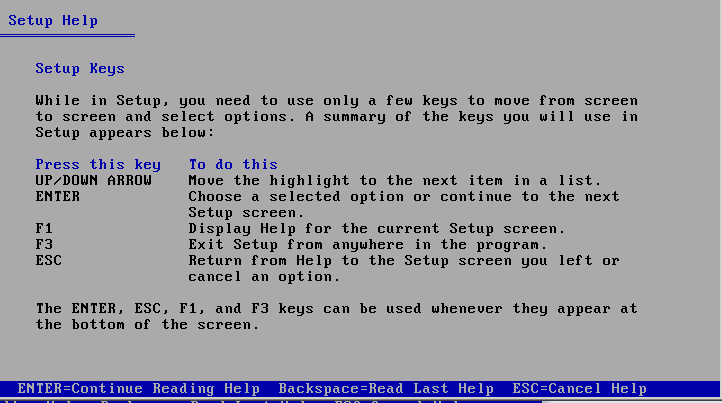 Setup Help
Setup Keys
While in Setup, you need to use only a few keys to move from screen
to screen and select options. A summary of the keys you will use in
Setup appears below:
Press this key To do this
UP/DOWN ARROW Move the highlight to the next item in a list.
ENTER Choose a selected option or continue to the next
Setup screen.
F1 Display Help for the current Setup screen.
F3 Exit Setup from anywhere in the program.
ESC Return from Help to the Setup screen you left or
cancel an option.
The ENTER, ESC, F1, and F3 keys can be used whenever they appear at
the bottom of the screen.
ENTER=Continue Reading Help Backspace=Read Last Help ESC=Cancel Help